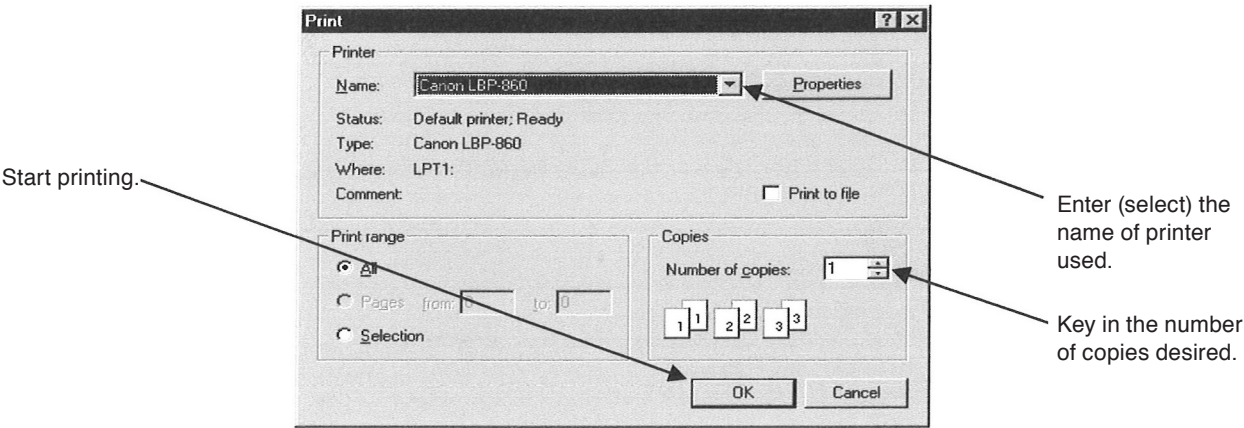 Print
Printer
Name: Canon LBP-860 Properties
Status: Default printer; Ready
Type: Canon LBP-860
Where: LPT1:
Comment:
Print to file
Start printing.
Enter (select) the
name of printer
used.
Print range
All
Pages from: 0 to: 0
Selection
Copies
Number of copies: 1
1 1 2 2 3 3
Key in the number
of copies desired.
OK Cancel